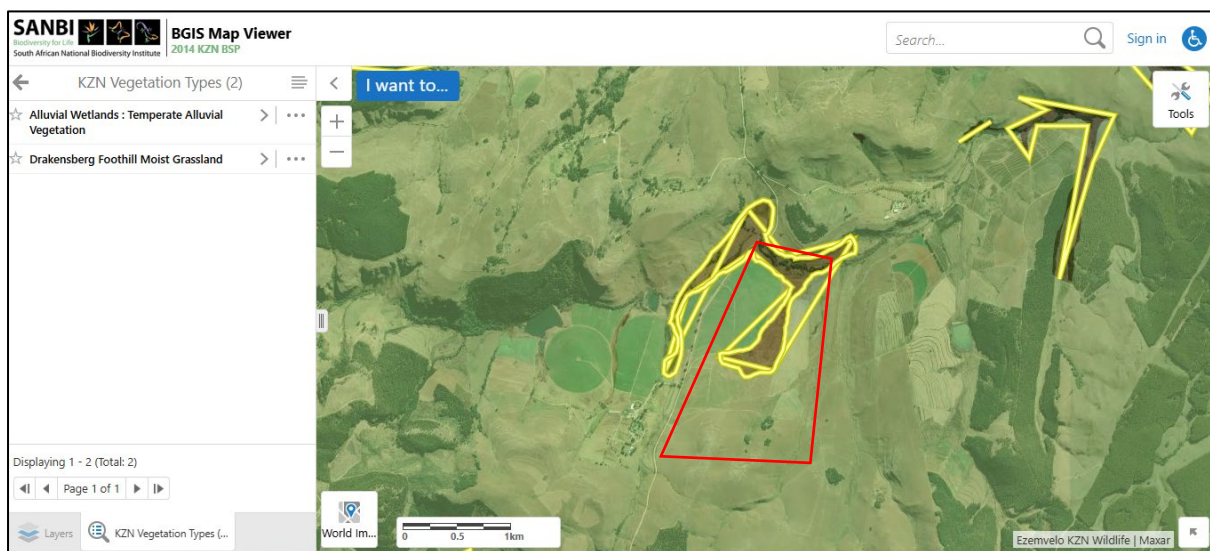 SANBI
Biodiversity for Life
South African National Biodiversity Institute
BGIS Map Viewer
2014 KZN BSP
Search...
Sign in
KZN Vegetation Types (2)
Alluvial Wetlands : Temperate Alluvial
Vegetation
Drakensberg Foothill Moist Grassland
Displaying 1 - 2 (Total: 2)
Page 1 of 1
Layers
KZN Vegetation Types (...
I want to...
+
−
Tools
World Im...
0 0.5 1km
Ezemvelo KZN Wildlife | Maxar